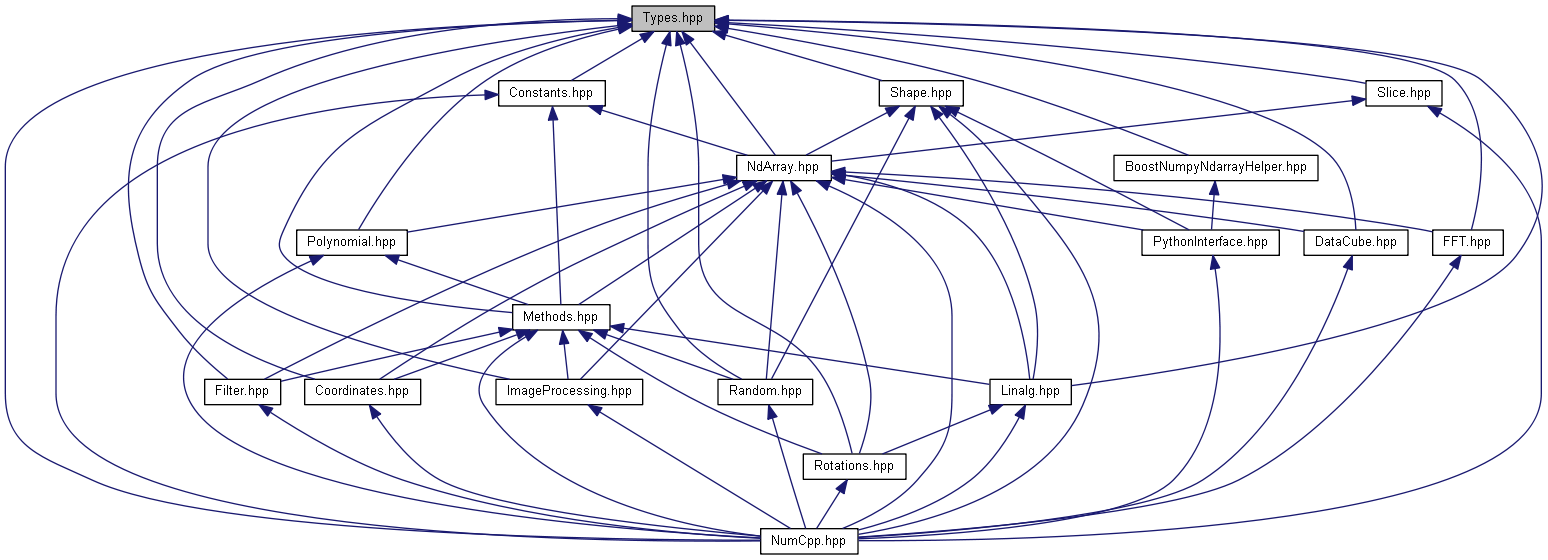 Types.hpp
Constants.hpp
Shape.hpp
Slice.hpp
NdArray.hpp
BoostNumpyNdarrayHelper.hpp
Polynomial.hpp
PythonInterface.hpp
DataCube.hpp
FFT.hpp
Methods.hpp
Filter.hpp
Coordinates.hpp
ImageProcessing.hpp
Random.hpp
Linalg.hpp
Rotations.hpp
NumCpp.hpp